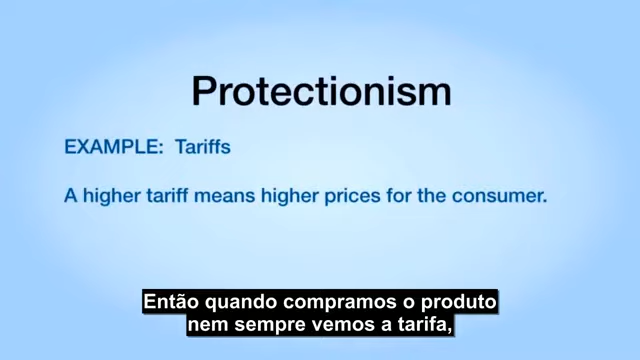 Protectionism
EXAMPLE: Tariffs
A higher tariff means higher prices for the consumer.
Então quando compramos o produto
nem sempre vemos a tarifa,